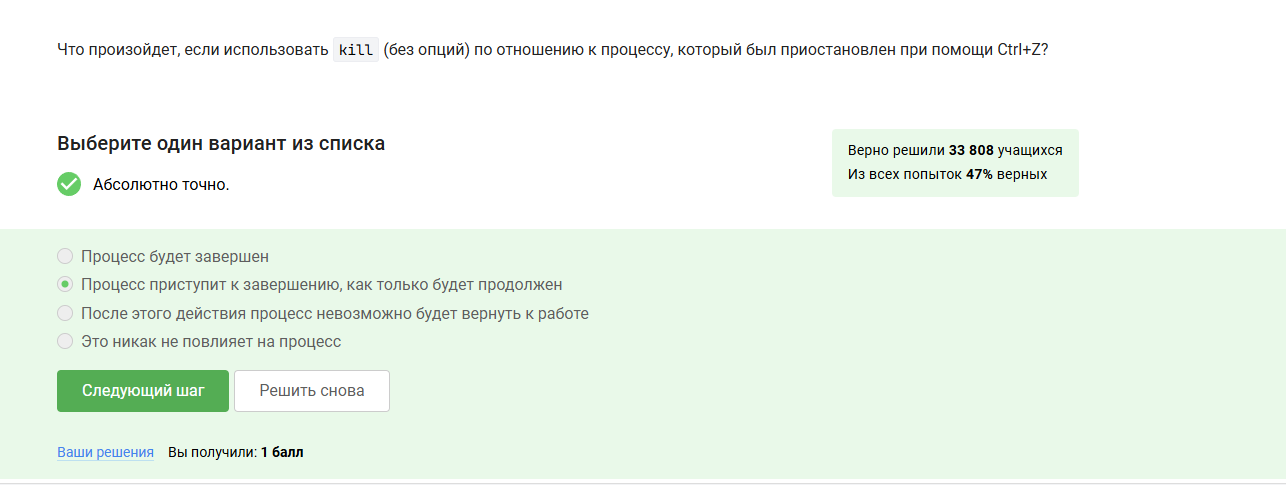 Что произойдет, если использовать kill (без опций) по отношению к процессу, который был приостановлен при помощи Ctrl+Z?
Выберите один вариант из списка
Абсолютно точно.
Верно решили 33 808 учащихся
Из всех попыток 47% верных
Процесс будет завершен
Процесс приступит к завершению, как только будет продолжен
После этого действия процесс невозможно будет вернуть к работе
Это никак не повлияет на процесс
Следующий шаг
Решить снова
Ваши решения Вы получили: 1 балл